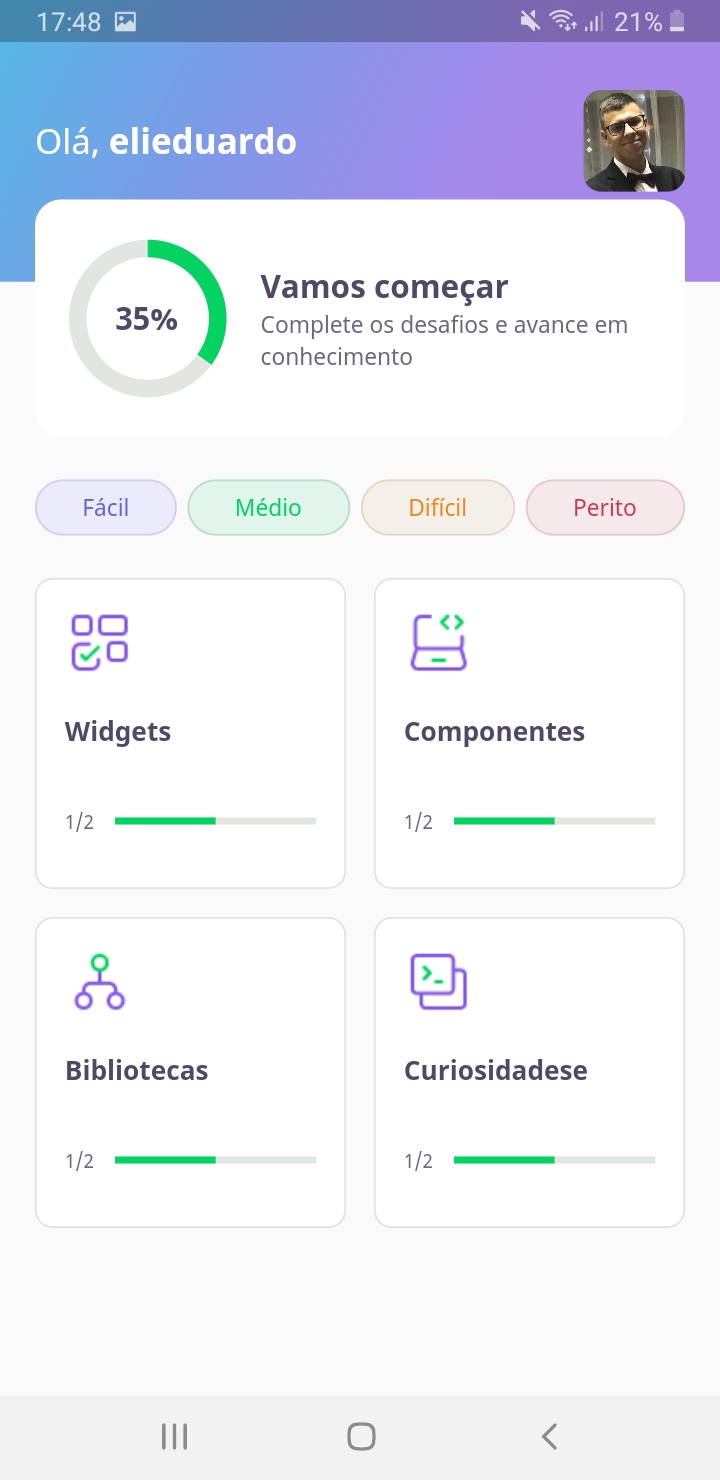 17:48 21%
Olá, elieduardo
35%
Vamos começar
Complete os desafios e avance em
conhecimento
Fácil Médio Difícil Perito
Widgets
1/2
Componentes
1/2
Bibliotecas
1/2
Curiosidadese
1/2